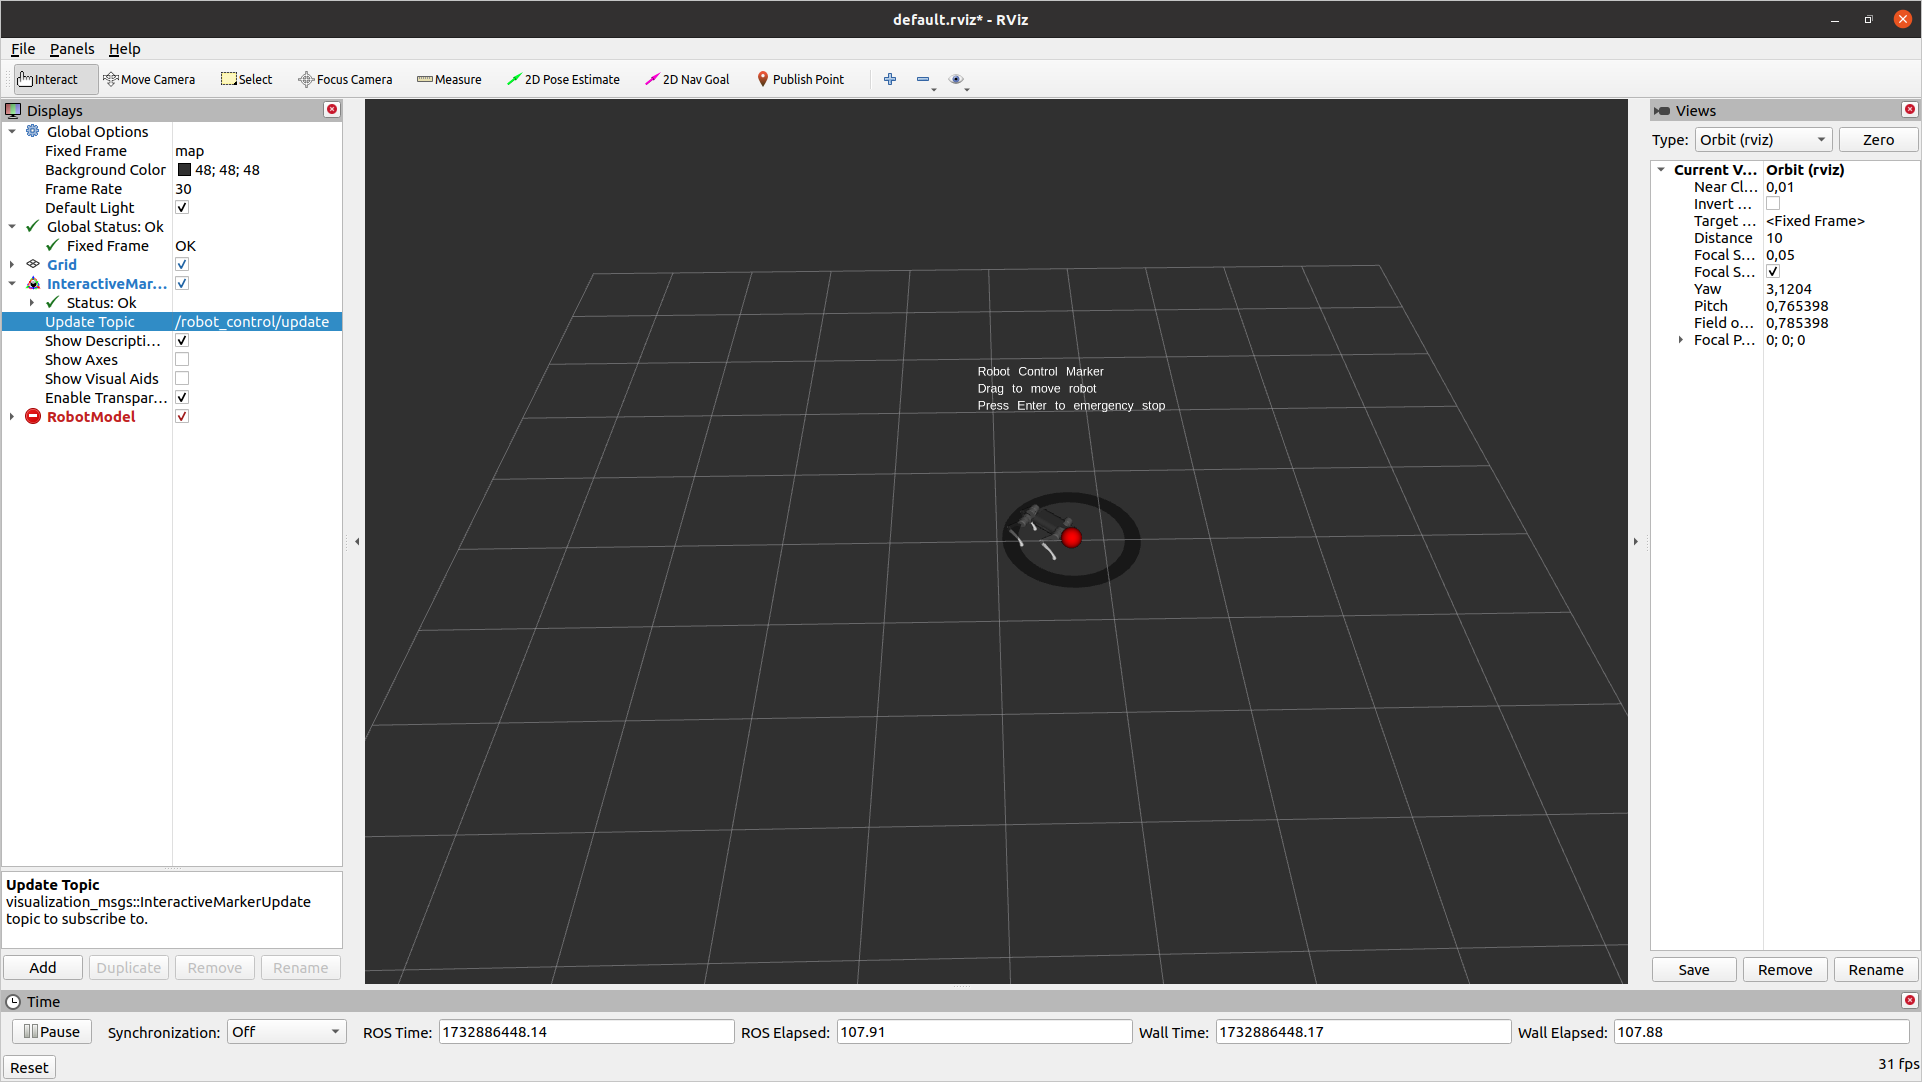 default.rviz* - RViz
File Panels Help
Interact Move Camera Select Focus Camera Measure 2D Pose Estimate 2D Nav Goal Publish Point
Displays
Global Options
Fixed Frame map
Background Color 48; 48; 48
Frame Rate 30
Default Light
Global Status: Ok
Fixed Frame OK
Grid
InteractiveMar...
Status: Ok
Update Topic /robot_control/update
Show Descripti...
Show Axes
Show Visual Aids
Enable Transpar...
RobotModel
Update Topic
visualization_msgs::InteractiveMarkerUpdate
topic to subscribe to.
Add Duplicate Remove Rename
Robot Control Marker
Drag to move robot
Press Enter to emergency stop
Views
Type: Orbit (rviz) Zero
Current V... Orbit (rviz)
Near Cl... 0,01
Invert ...
Target ... <Fixed Frame>
Distance 10
Focal S... 0,05
Focal S...
Yaw 3,1204
Pitch 0,765398
Field o... 0,785398
Focal P... 0; 0; 0
Save Remove Rename
Time
Pause Synchronization: Off ROS Time: 1732886448.14 ROS Elapsed: 107.91 Wall Time: 1732886448.17 Wall Elapsed: 107.88
Reset 31 fps